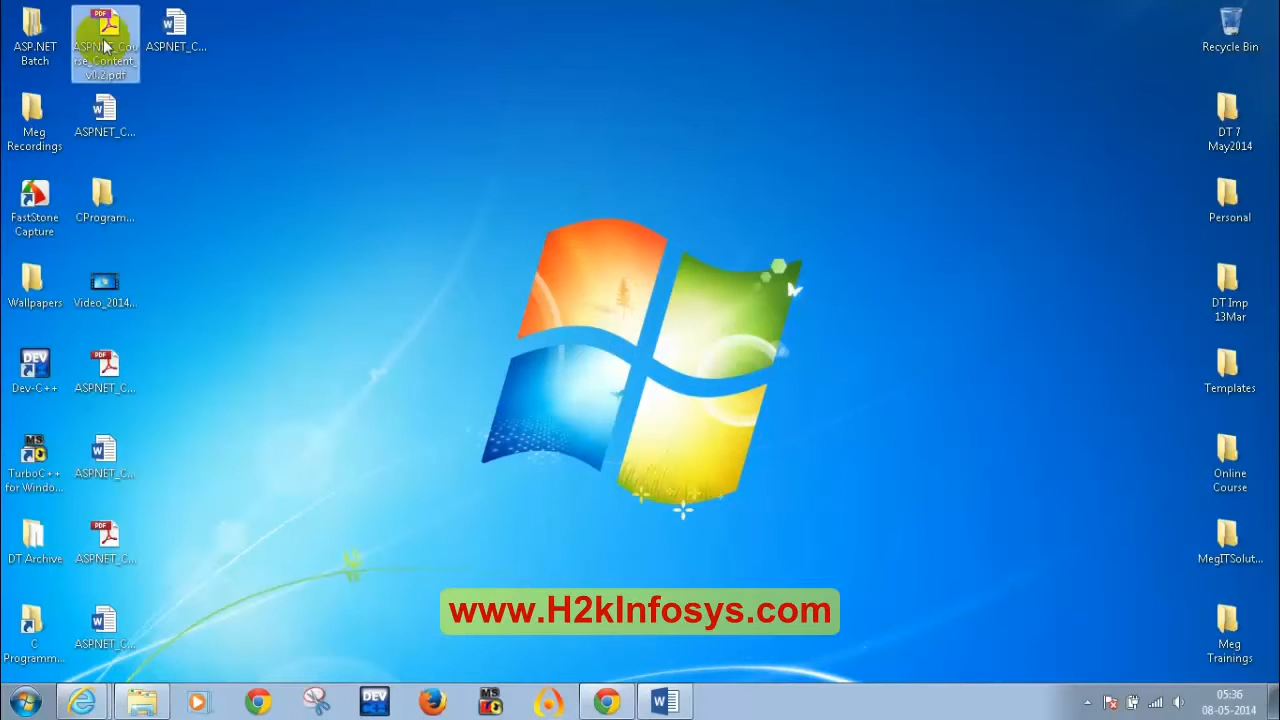 ASP.NET
Batch
ASPNET_Cou
rse_Content_
v0.2.pdf
ASPNET_C...
Recycle Bin
Meg
Recordings
ASPNET_C...
DT 7
May2014
FastStone
Capture
CProgram...
Personal
Wallpapers
Video_2014...
DT Imp
13Mar
Dev-C++
ASPNET_C...
Templates
TurboC++
for Windo...
ASPNET_C...
Online
Course
DT Archive
ASPNET_C...
MegITSolut...
C
Programm...
ASPNET_C...
Meg
Trainings
www.H2kInfosys.com
05:36
08-05-2014